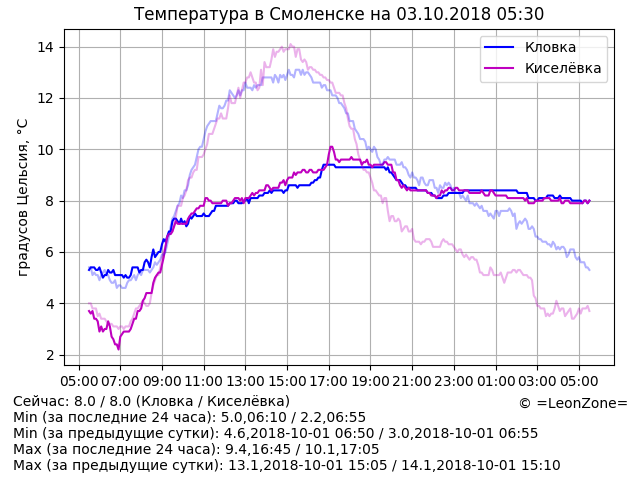 Температура в Смоленске на 03.10.2018 05:30
градусов Цельсия, °C
14
12
10
8
6
4
2
Кловка
Киселёвка
05:00 07:00 09:00 11:00 13:00 15:00 17:00 19:00 21:00 23:00 01:00 03:00 05:00
Сейчас: 8.0 / 8.0 (Кловка / Киселёвка)
© =LeonZone=
Min (за последние 24 часа): 5.0,06:10 / 2.2,06:55
Min (за предыдущие сутки): 4.6,2018-10-01 06:50 / 3.0,2018-10-01 06:55
Max (за последние 24 часа): 9.4,16:45 / 10.1,17:05
Max (за предыдущие сутки): 13.1,2018-10-01 15:05 / 14.1,2018-10-01 15:10